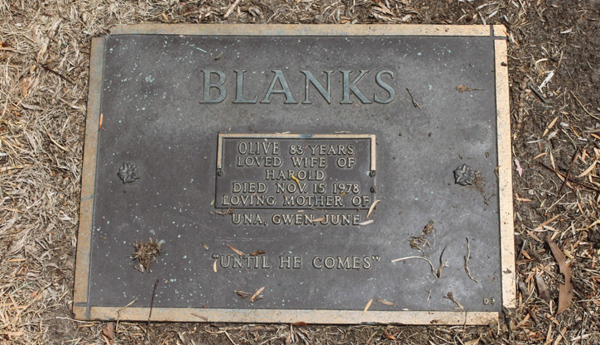 BLANKS
OLIVE 83 YEARS
LOVED WIFE OF
HAROLD
DIED NOV. 15, 1978
LOVING MOTHER OF
UNA, GWEN, JUNE
"UNTIL HE COMES"